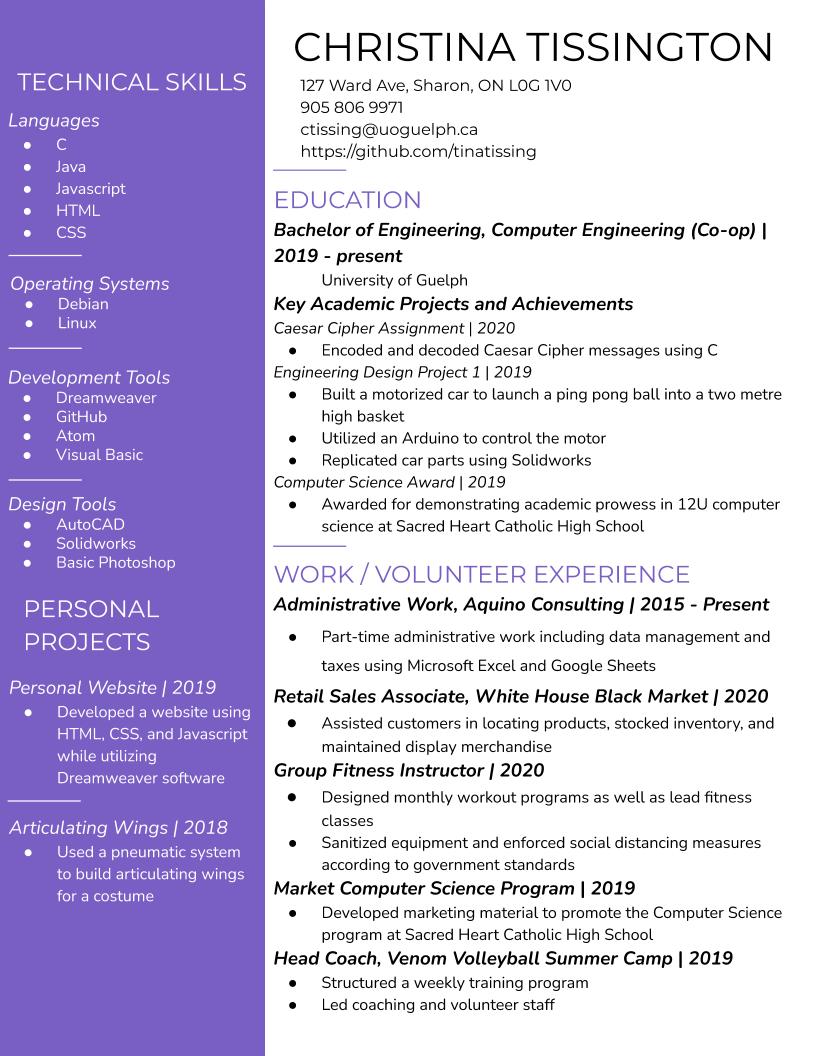 TECHNICAL SKILLS
Languages
● C
● Java
● Javascript
● HTML
● CSS
Operating Systems
● Debian
● Linux
Development Tools
● Dreamweaver
● GitHub
● Atom
● Visual Basic
Design Tools
● AutoCAD
● Solidworks
● Basic Photoshop
PERSONAL
PROJECTS
Personal Website | 2019
● Developed a website using
HTML, CSS, and Javascript
while utilizing
Dreamweaver software
Articulating Wings | 2018
● Used a pneumatic system
to build articulating wings
for a costume
CHRISTINA TISSINGTON
127 Ward Ave, Sharon, ON L0G 1V0
905 806 9971
ctissing@uoguelph.ca
https://github.com/tinatissing
EDUCATION
Bachelor of Engineering, Computer Engineering (Co-op) |
2019 - present
University of Guelph
Key Academic Projects and Achievements
Caesar Cipher Assignment | 2020
● Encoded and decoded Caesar Cipher messages using C
Engineering Design Project 1 | 2019
● Built a motorized car to launch a ping pong ball into a two metre
high basket
● Utilized an Arduino to control the motor
● Replicated car parts using Solidworks
Computer Science Award | 2019
● Awarded for demonstrating academic prowess in 12U computer
science at Sacred Heart Catholic High School
WORK / VOLUNTEER EXPERIENCE
Administrative Work, Aquino Consulting | 2015 - Present
● Part-time administrative work including data management and
taxes using Microsoft Excel and Google Sheets
Retail Sales Associate, White House Black Market | 2020
● Assisted customers in locating products, stocked inventory, and
maintained display merchandise
Group Fitness Instructor | 2020
● Designed monthly workout programs as well as lead fitness
classes
● Sanitized equipment and enforced social distancing measures
according to government standards
Market Computer Science Program | 2019
● Developed marketing material to promote the Computer Science
program at Sacred Heart Catholic High School
Head Coach, Venom Volleyball Summer Camp | 2019
● Structured a weekly training program
● Led coaching and volunteer staff